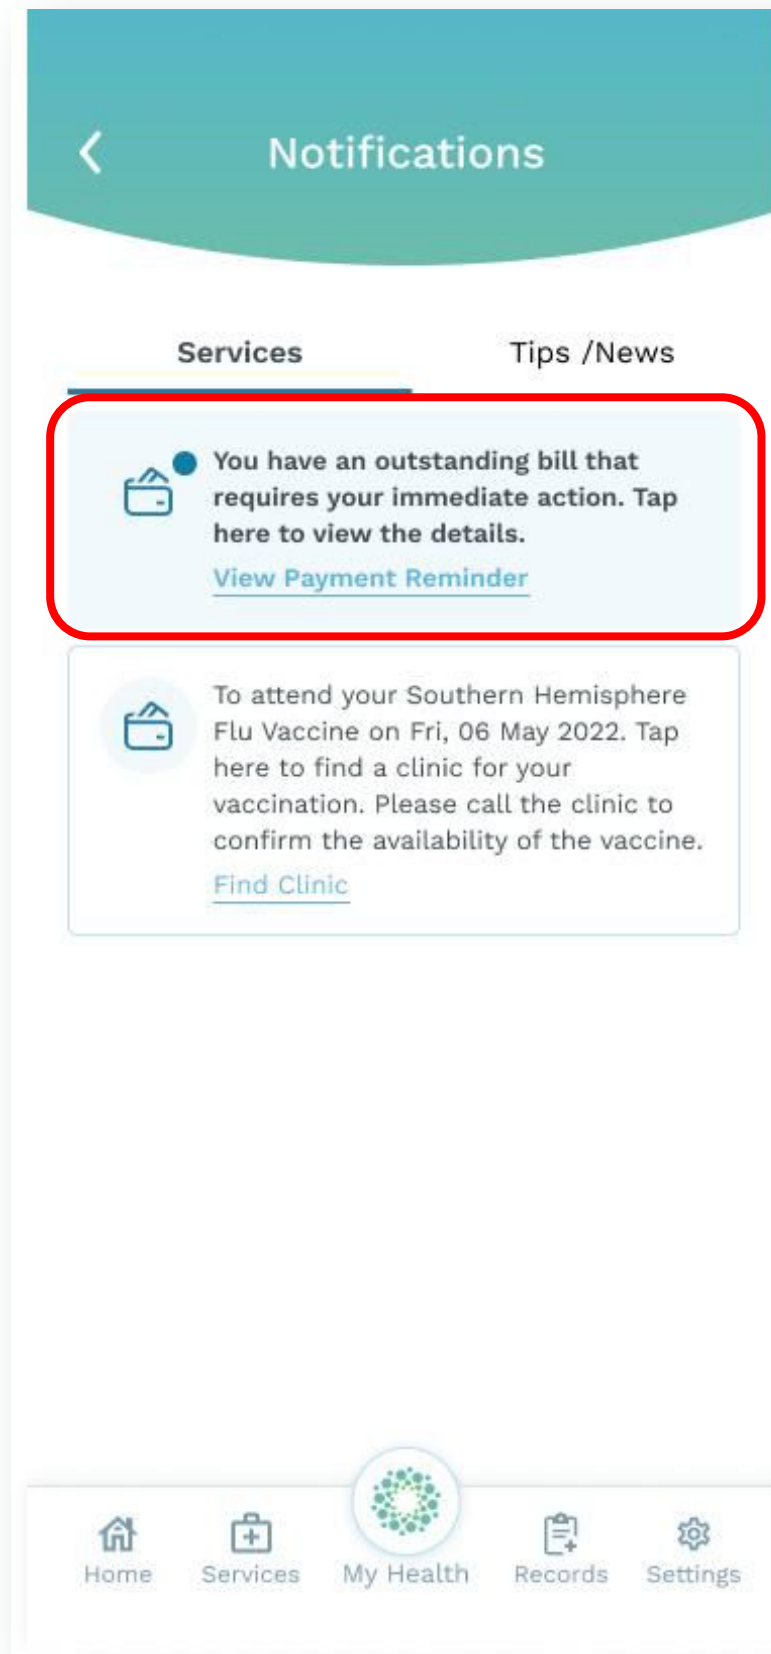 Notifications
Services
Tips /News
You have an outstanding bill that
requires your immediate action. Tap
here to view the details.
View Payment Reminder
To attend your Southern Hemisphere
Flu Vaccine on Fri, 06 May 2022. Tap
here to find a clinic for your
vaccination. Please call the clinic to
confirm the availability of the vaccine.
Find Clinic
Home
Services
My Health
Records
Settings